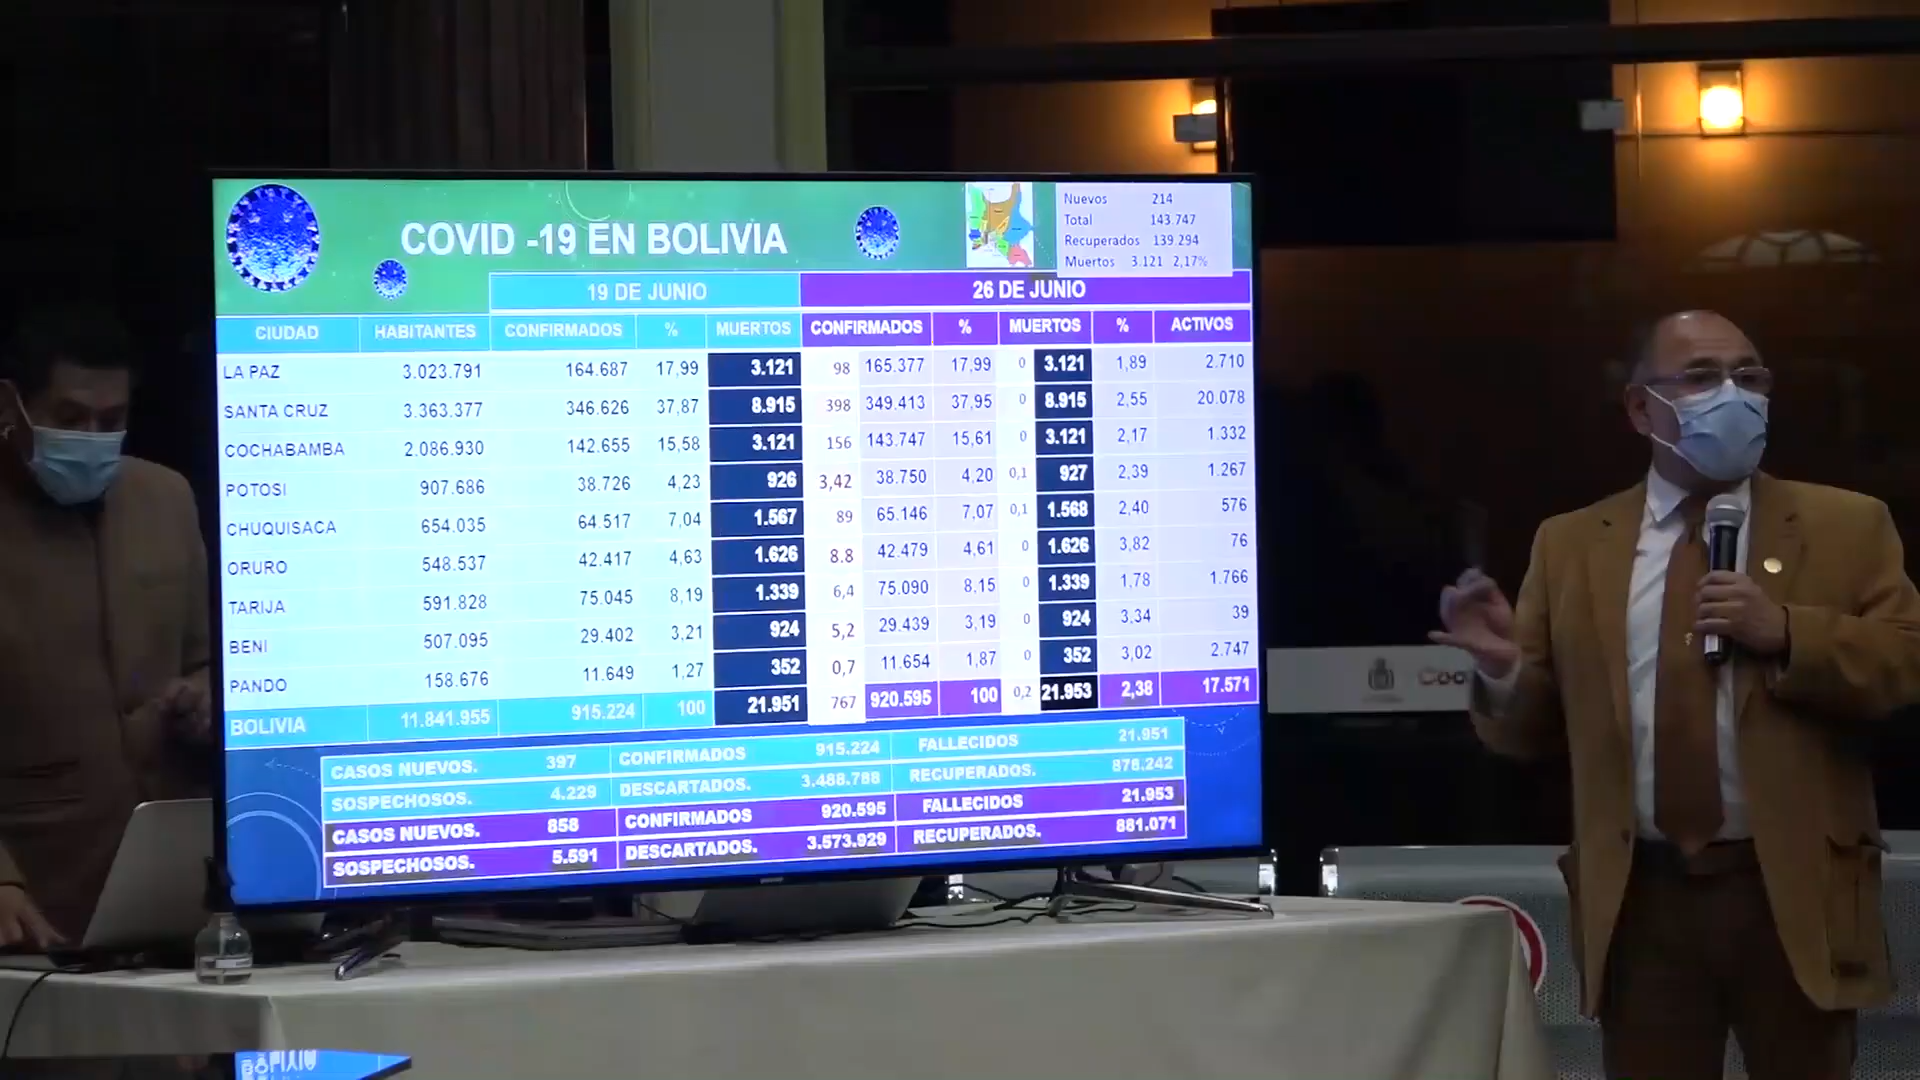 COVID -19 EN BOLIVIA
Nuevos 214
Total 143.747
Recuperados 139.294
Muertos 3.121 2,17%
19 DE JUNIO 26 DE JUNIO
CIUDAD HABITANTES CONFIRMADOS % MUERTOS CONFIRMADOS % MUERTOS % ACTIVOS
LA PAZ 3.023.791 164.687 17,99 3.121 98 165.377 17,99 0 3.121 1,89 2.710
SANTA CRUZ 3.363.377 346.626 37,87 8.915 398 349.413 37,95 0 8.915 2,55 20.078
COCHABAMBA 2.086.930 142.655 15,58 3.121 156 143.747 15,61 0 3.121 2,17 1.332
POTOSI 907.686 38.726 4,23 926 3,42 38.750 4,20 0,1 927 2,39 1.267
CHUQUISACA 654.035 64.517 7,04 1.567 89 65.146 7,07 0,1 1.568 2,40 576
ORURO 548.537 42.417 4,63 1.626 8.8 42.479 4,61 0 1.626 3,82 76
TARIJA 591.828 75.045 8,19 1.339 6,4 75.090 8,15 0 1.339 1,78 1.766
BENI 507.095 29.402 3,21 924 5,2 29.439 3,19 0 924 3,34 39
PANDO 158.676 11.649 1,27 352 0,7 11.654 1,87 0 352 3,02 2.747
BOLIVIA 11.841.955 915.224 100 21.951 767 920.595 100 0,2 21.953 2,38 17.571
CASOS NUEVOS. 397 CONFIRMADOS 915.224 FALLECIDOS 21.951
SOSPECHOSOS. 4.229 DESCARTADOS. 3.488.788 RECUPERADOS. 876.242
CASOS NUEVOS. 858 CONFIRMADOS 920.595 FALLECIDOS 21.953
SOSPECHOSOS. 5.591 DESCARTADOS. 3.573.929 RECUPERADOS. 881.071